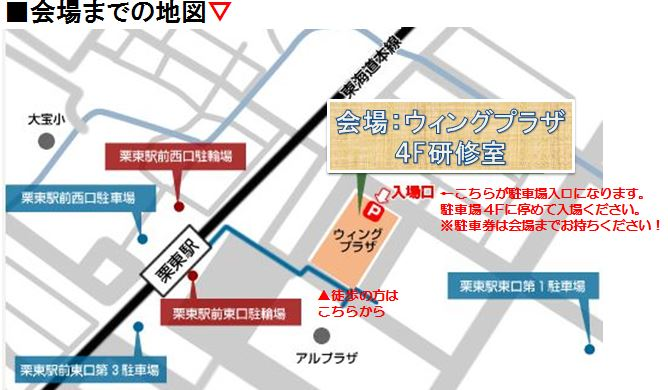 ■会場までの地図▽
東海道本線
大宝小
会場：ウィングプラザ
4F研修室
栗東駅前西口駐輪場
入場口
←こちらが駐車場入口になります。
駐車場４Fに停めて入場ください。
※駐車券は会場までお持ちください！
P
栗東駅前西口駐車場
ウィング
プラザ
栗東駅
栗東駅東口第１駐車場
▲徒歩の方は
こちらから
栗東駅前東口駐輪場
アルプラザ
栗東駅前東口第３駐車場